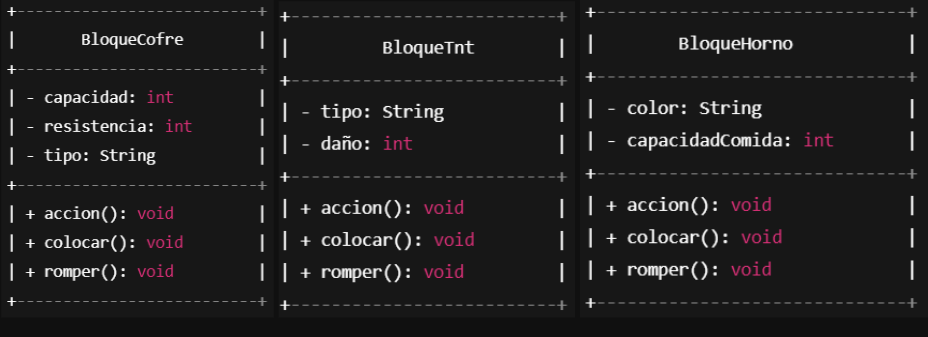 +---------------------------+
| BloqueCofre |
+---------------------------+
| - capacidad: int |
| - resistencia: int |
| - tipo: String |
+---------------------------+
| + accion(): void |
| + colocar(): void |
| + romper(): void |
+---------------------------+
+-----------------------------+
| BloqueTnt |
+-----------------------------+
| - tipo: String |
| - daño: int |
+-----------------------------+
| + accion(): void |
| + colocar(): void |
| + romper(): void |
+-----------------------------+
+---------------------------------+
| BloqueHorno |
+---------------------------------+
| - color: String |
| - capacidadComida: int |
+---------------------------------+
| + accion(): void |
| + colocar(): void |
| + romper(): void |
+---------------------------------+